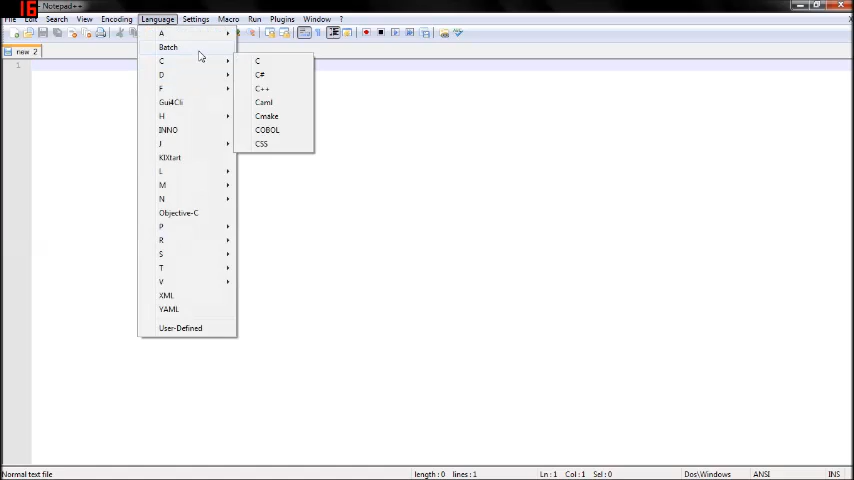 16
- Notepad++
Edit Search View Encoding Language Settings Macro Run Plugins Window ?
new 2
1
A
Batch
C
D
F
Gui4Cli
H
INNO
J
KIXtart
L
M
N
Objective-C
P
R
S
T
V
XML
YAML
User-Defined
C
C#
C++
Caml
Cmake
COBOL
CSS
Normal text file length : 0 lines : 1 Ln : 1 Col : 1 Sel : 0 Dos\Windows ANSI INS